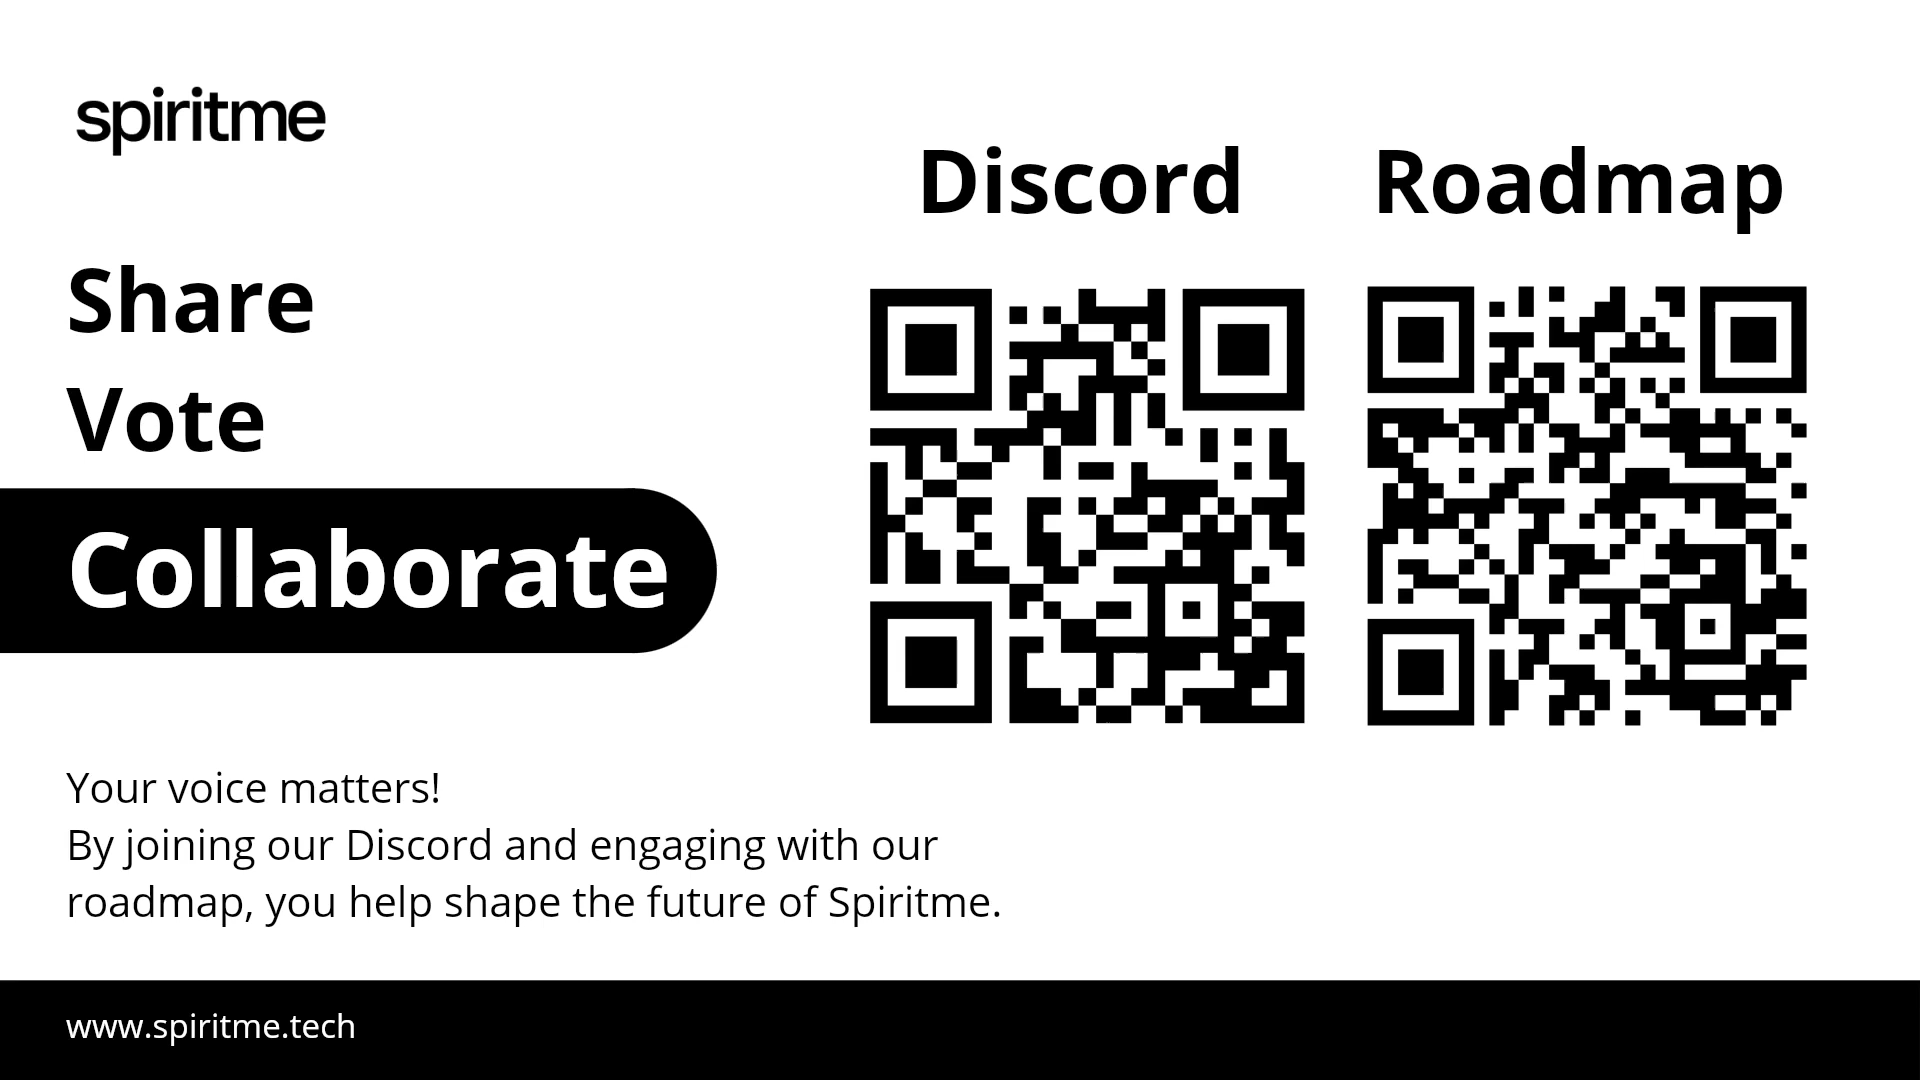 spiritme
Share
Vote
Collaborate
Discord
Roadmap
Your voice matters!
By joining our Discord and engaging with our
roadmap, you help shape the future of Spiritme.
www.spiritme.tech